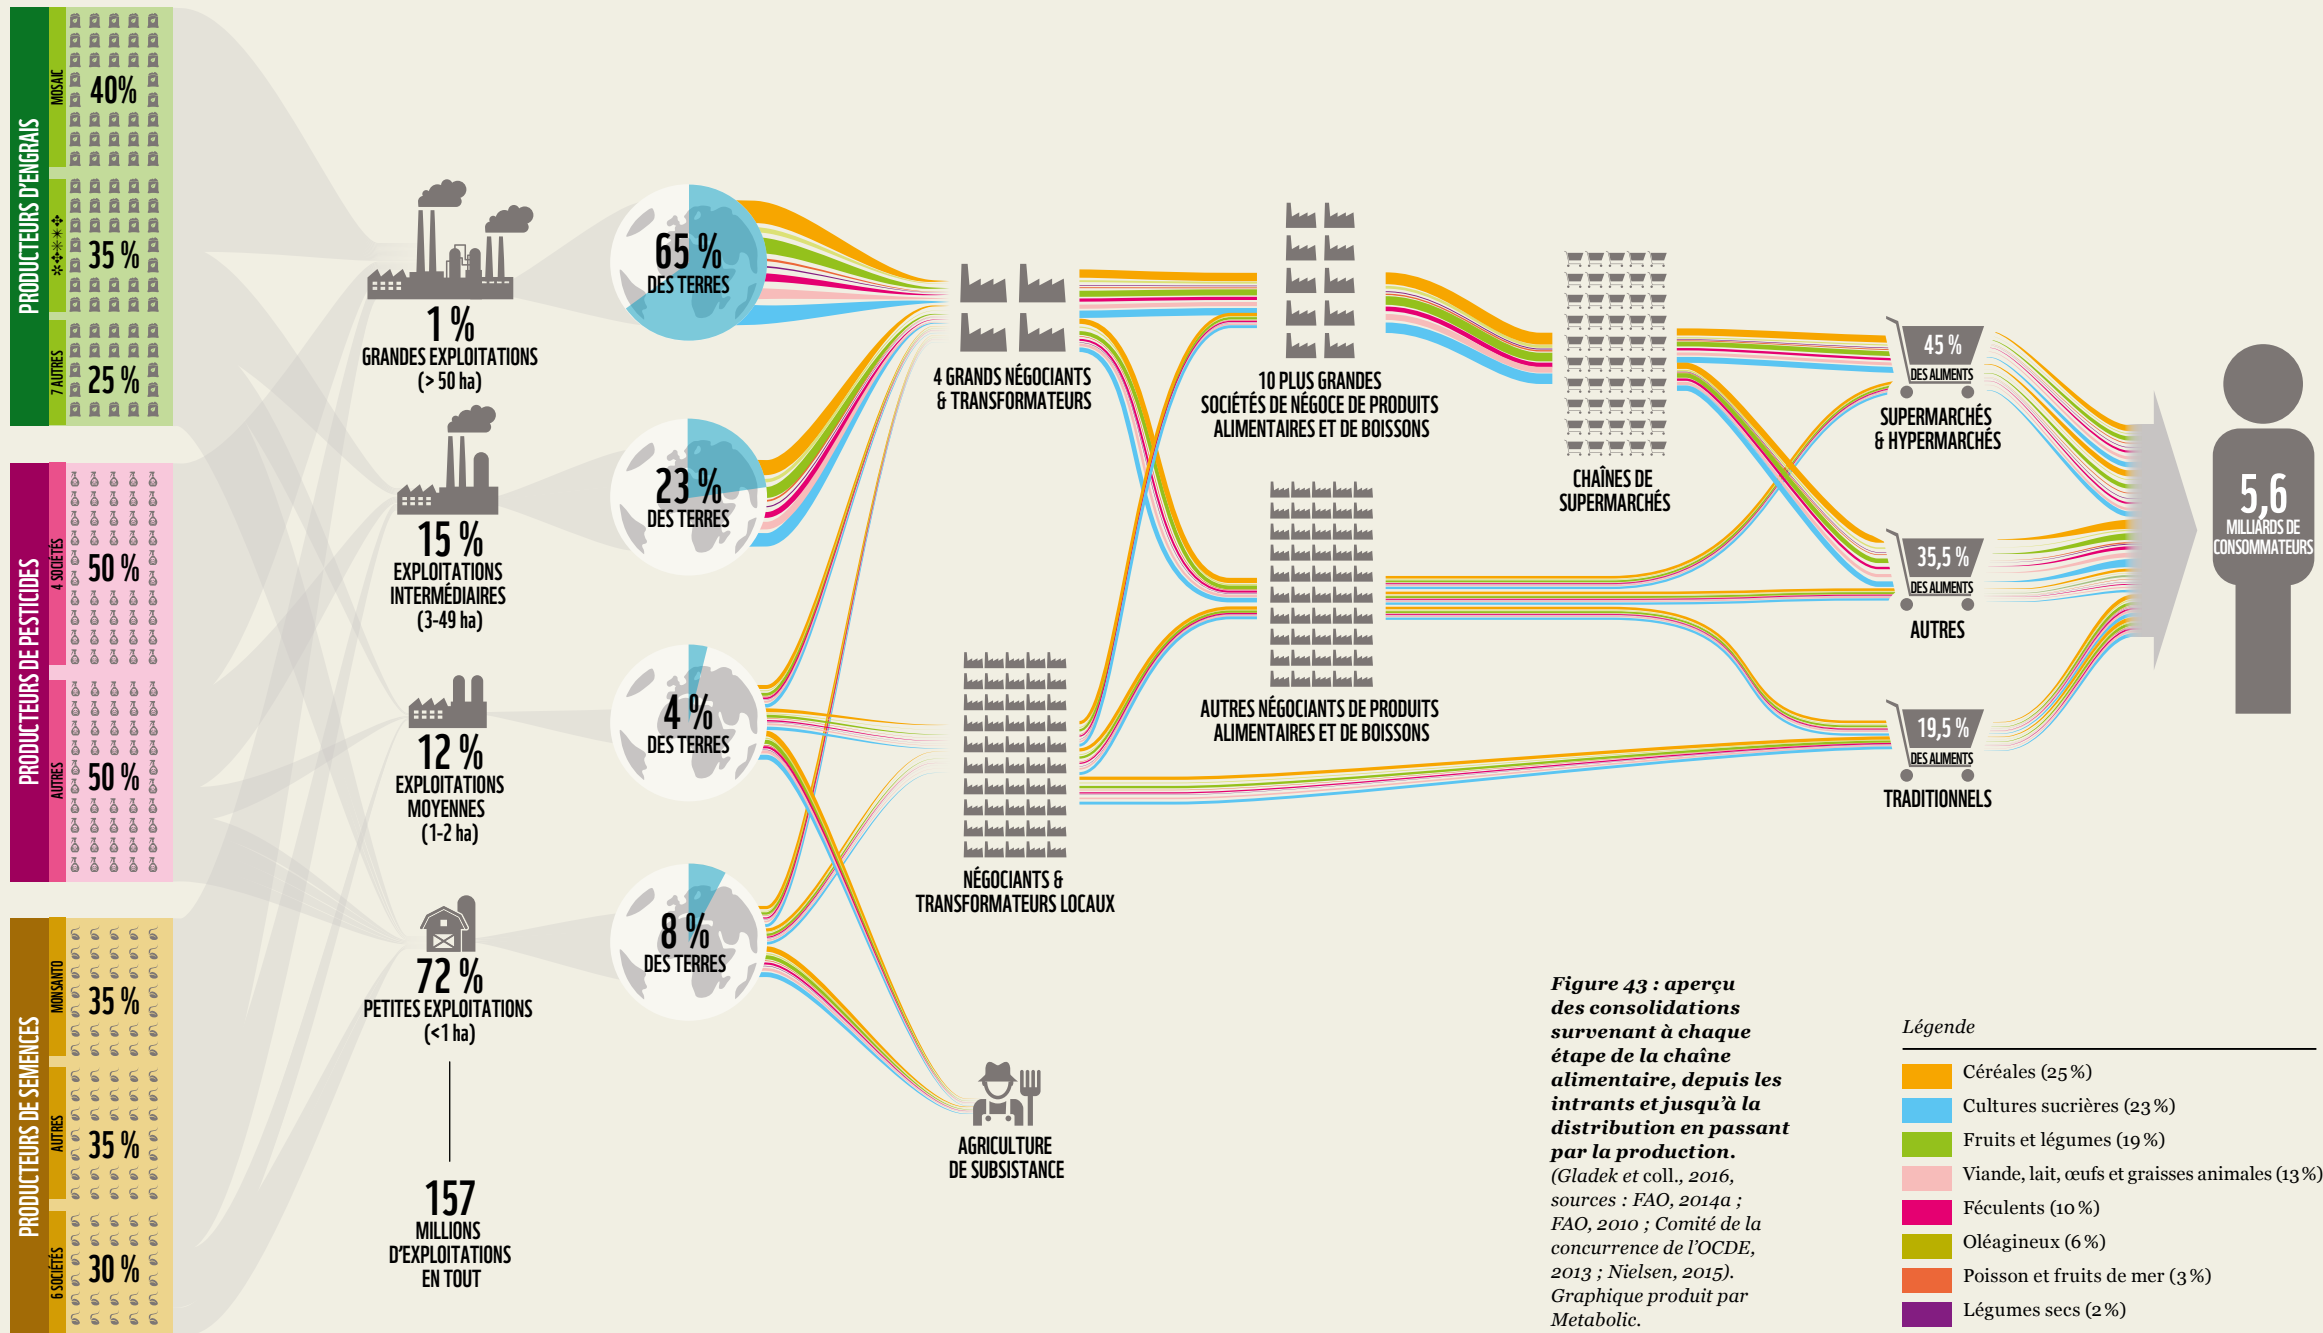 PRODUCTEURS D'ENGRAIS
MOSAIC
40%
35 %
7 AUTRES
25 %
PRODUCTEURS DE PESTICIDES
4 SOCIÉTÉS
50 %
AUTRES
50 %
PRODUCTEURS DE SEMENCES
MONSANTO
35 %
AUTRES
35 %
6 SOCIÉTÉS
30 %
1 %
GRANDES EXPLOITATIONS
(> 50 ha)
15 %
EXPLOITATIONS
INTERMÉDIAIRES
(3-49 ha)
12 %
EXPLOITATIONS
MOYENNES
(1-2 ha)
72 %
PETITES EXPLOITATIONS
(<1 ha)
157
MILLIONS
D'EXPLOITATIONS
EN TOUT
65 %
DES TERRES
23 %
DES TERRES
4 %
DES TERRES
8 %
DES TERRES
4 GRANDS NÉGOCIANTS
& TRANSFORMATEURS
NÉGOCIANTS &
TRANSFORMATEURS LOCAUX
AGRICULTURE
DE SUBSISTANCE
10 PLUS GRANDES
SOCIÉTÉS DE NÉGOCE DE PRODUITS
ALIMENTAIRES ET DE BOISSONS
AUTRES NÉGOCIANTS DE PRODUITS
ALIMENTAIRES ET DE BOISSONS
CHAÎNES DE
SUPERMARCHÉS
45 %
DES ALIMENTS
SUPERMARCHÉS
& HYPERMARCHÉS
35,5 %
DES ALIMENTS
AUTRES
19,5 %
DES ALIMENTS
TRADITIONNELS
5,6
MILLIARDS DE
CONSOMMATEURS
Figure 43 : aperçu
des consolidations
survenant à chaque
étape de la chaîne
alimentaire, depuis les
intrants et jusqu'à la
distribution en passant
par la production.
(Gladek et coll., 2016,
sources : FAO, 2014a ;
FAO, 2010 ; Comité de la
concurrence de l'OCDE,
2013 ; Nielsen, 2015).
Graphique produit par
Metabolic.
Légende
Céréales (25 %)
Cultures sucrières (23 %)
Fruits et légumes (19 %)
Viande, lait, œufs et graisses animales (13 %)
Féculents (10 %)
Oléagineux (6 %)
Poisson et fruits de mer (3 %)
Légumes secs (2 %)